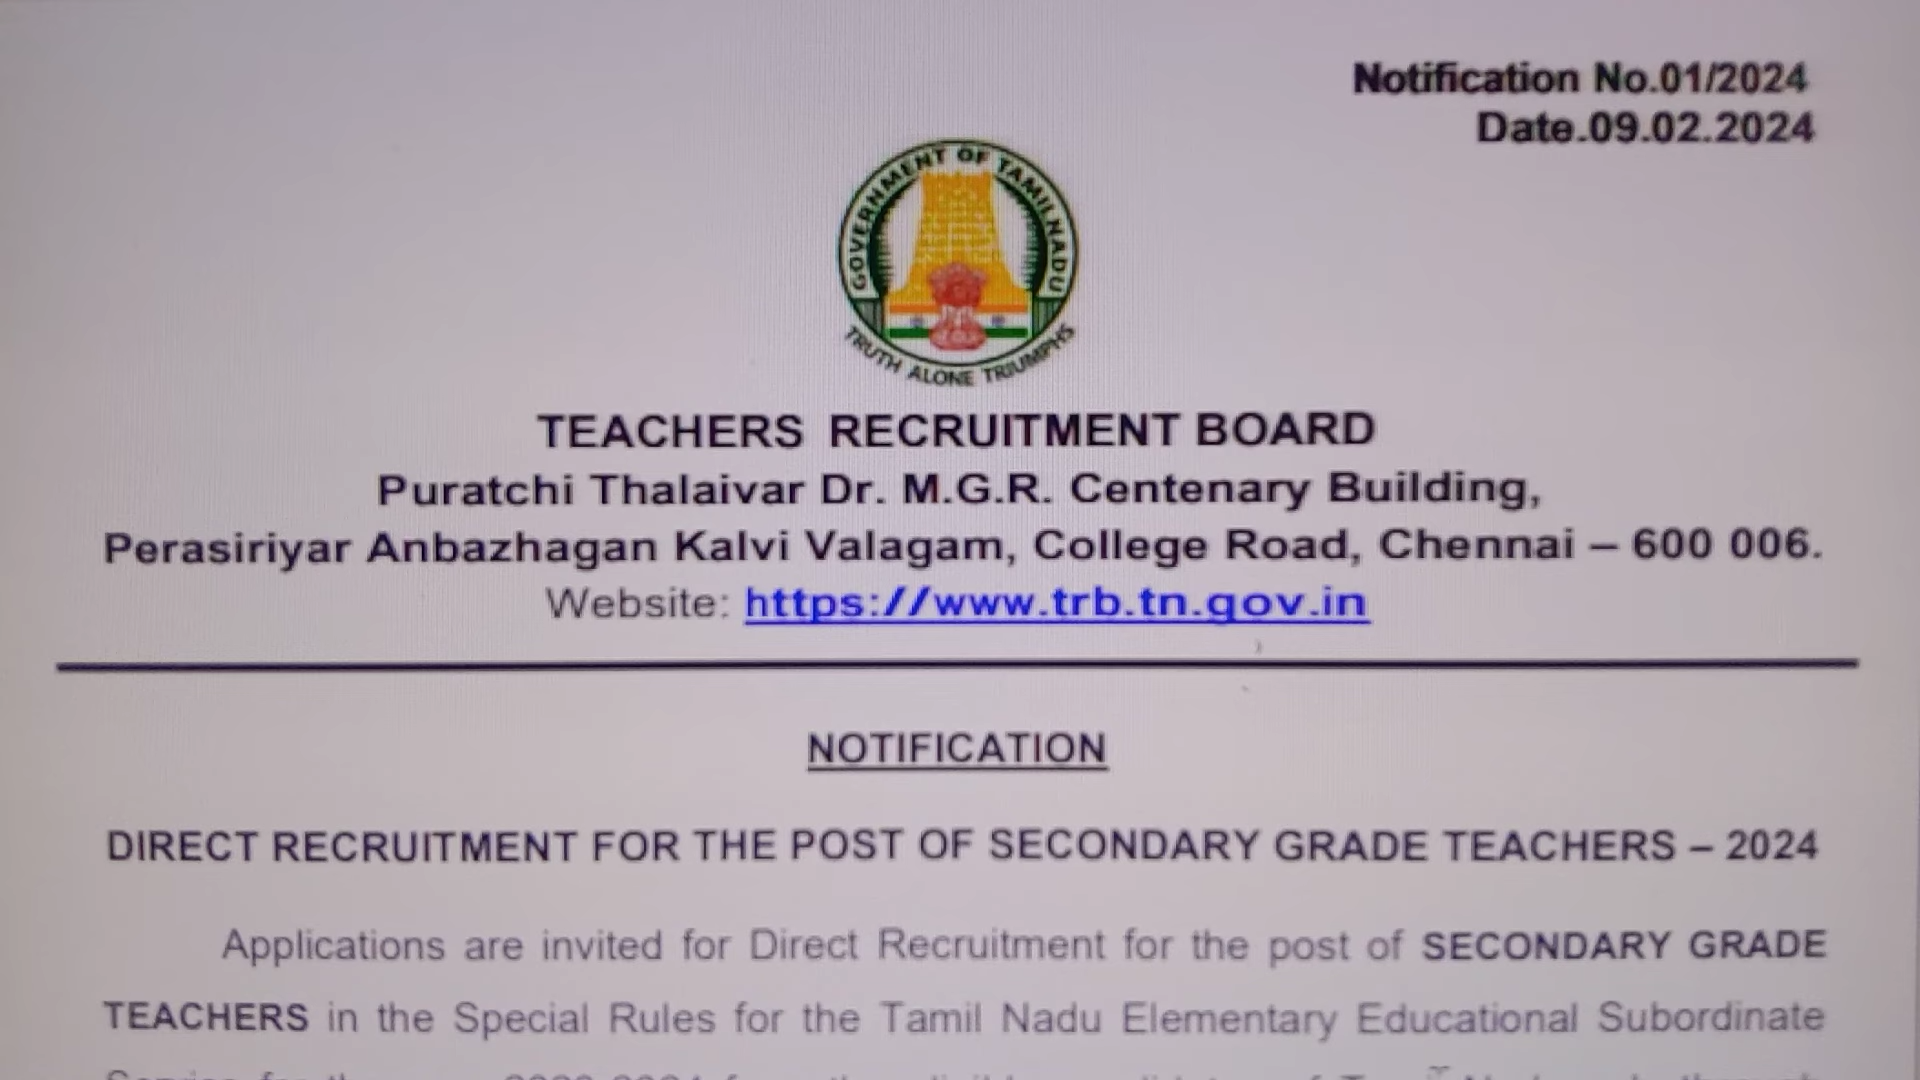 Notification No.01/2024
Date.09.02.2024
GOVERNMENT OF TAMILNADU
TRUTH ALONE TRIUMPHS
TEACHERS RECRUITMENT BOARD
Puratchi Thalaivar Dr. M.G.R. Centenary Building,
Perasiriyar Anbazhagan Kalvi Valagam, College Road, Chennai – 600 006.
Website: https://www.trb.tn.gov.in
NOTIFICATION
DIRECT RECRUITMENT FOR THE POST OF SECONDARY GRADE TEACHERS – 2024
Applications are invited for Direct Recruitment for the post of SECONDARY GRADE
TEACHERS in the Special Rules for the Tamil Nadu Elementary Educational Subordinate